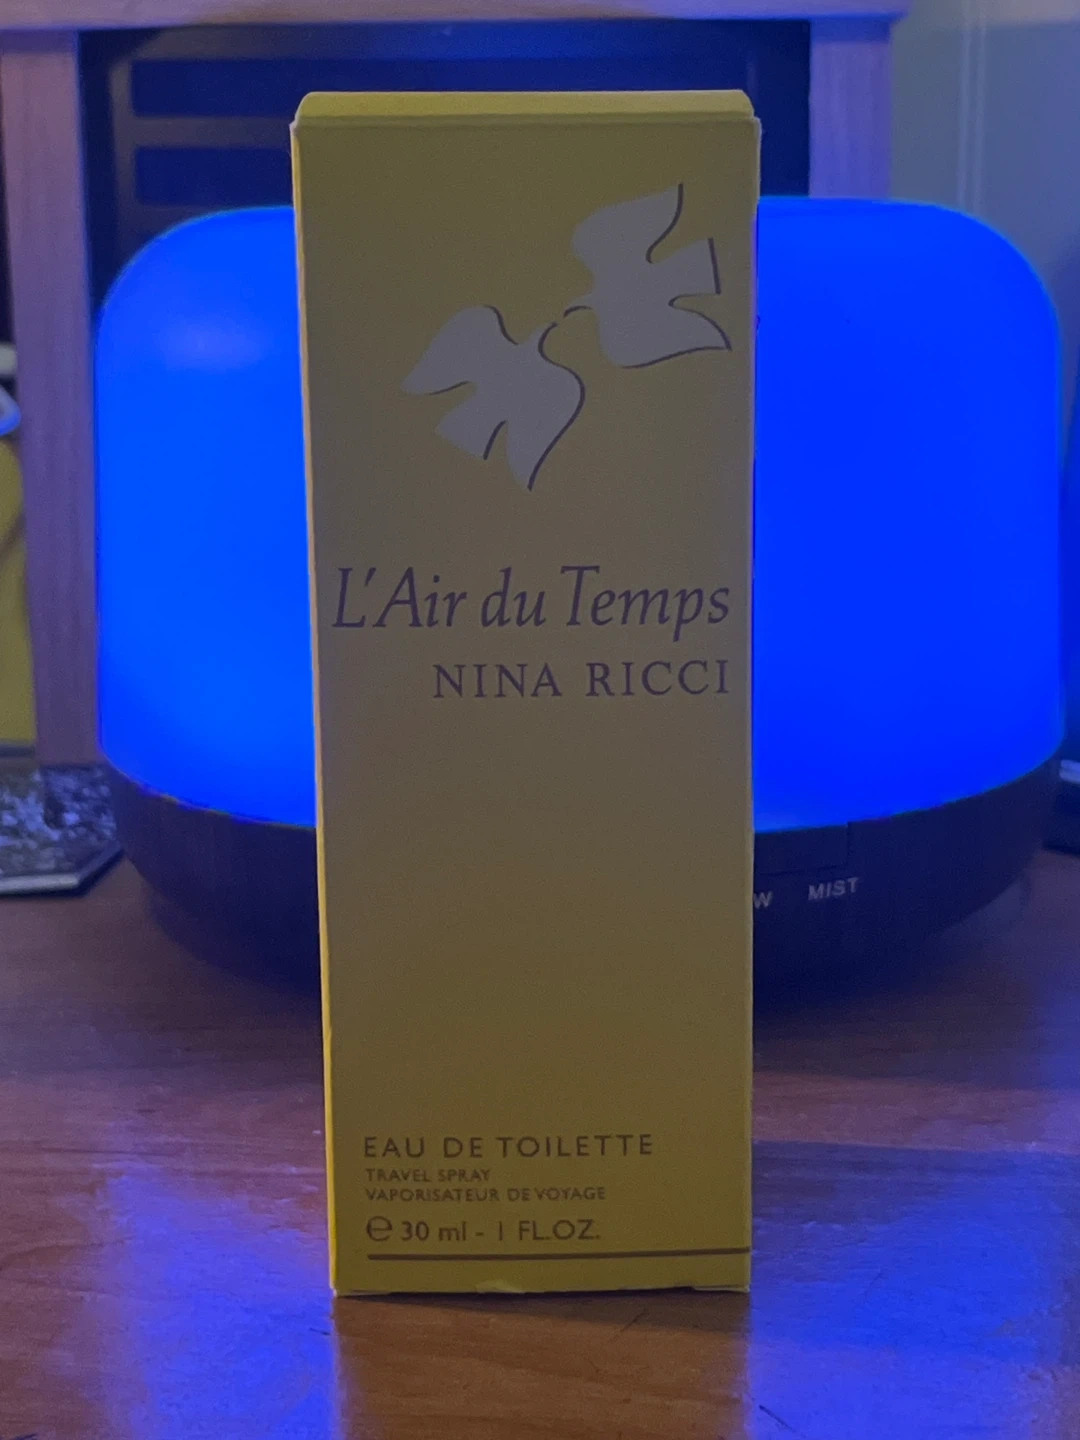 L'Air du Temps
NINA RICCI
EAU DE TOILETTE
TRAVEL SPRAY
VAPORISATEUR DE VOYAGE
℮ 30 ml - 1 FL.OZ.
MIST